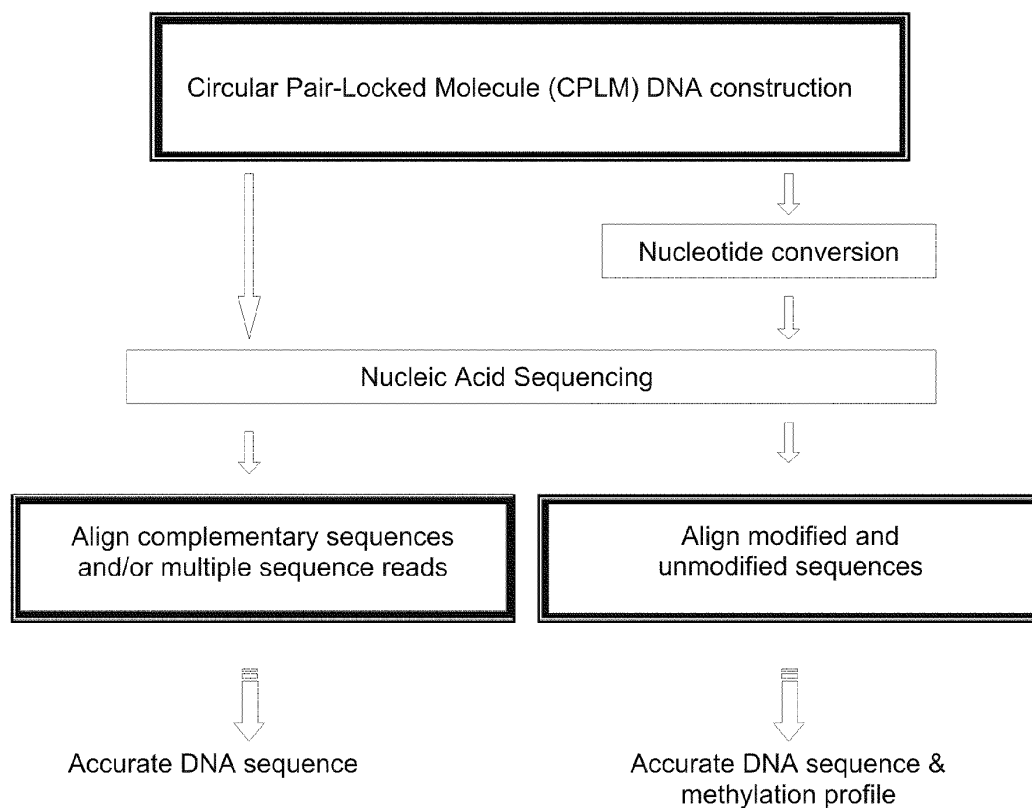 Circular Pair-Locked Molecule (CPLM) DNA construction
Nucleotide conversion
Nucleic Acid Sequencing
Align complementary sequences
and/or multiple sequence reads
Align modified and
unmodified sequences
Accurate DNA sequence
Accurate DNA sequence &
methylation profile